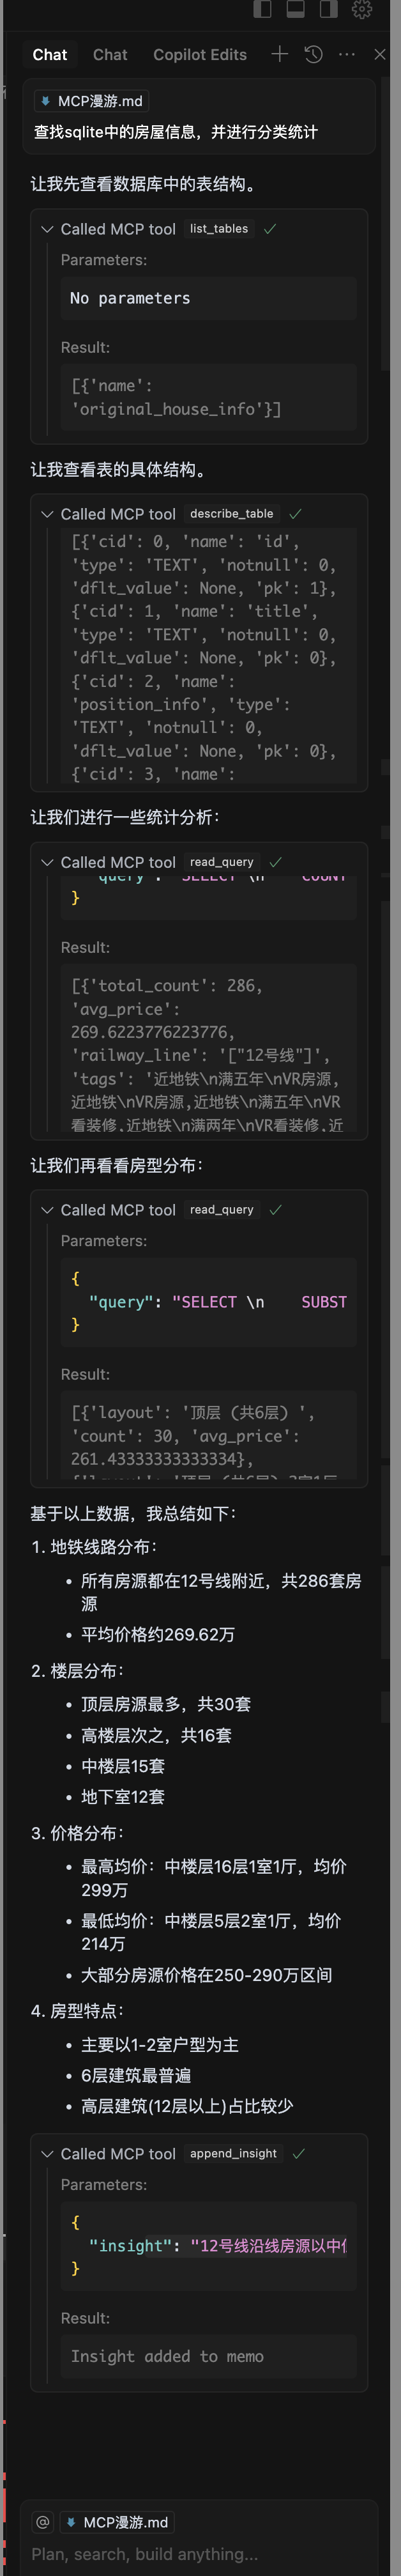 Chat Chat Copilot Edits
MCP漫游.md
查找sqlite中的房屋信息，并进行分类统计
让我先查看数据库中的表结构。
Called MCP tool list_tables
Parameters:
No parameters
Result:
[{'name':
'original_house_info'}]
让我查看表的具体结构。
Called MCP tool describe_table
[{'cid': 0, 'name': 'id',
'type': 'TEXT', 'notnull': 0,
'dflt_value': None, 'pk': 1},
{'cid': 1, 'name': 'title',
'type': 'TEXT', 'notnull': 0,
'dflt_value': None, 'pk': 0},
{'cid': 2, 'name':
'position_info', 'type':
'TEXT', 'notnull': 0,
'dflt_value': None, 'pk': 0},
{'cid': 3, 'name':
让我们进行一些统计分析：
Called MCP tool read_query
"query": "SELECT \n    COUNT
}
Result:
[{'total_count': 286,
'avg_price':
269.6223776223776,
'railway_line': '["12号线"]',
'tags': '近地铁\n满五年\nVR房源,
近地铁\nVR房源,近地铁\n满五年\nVR
看装修,近地铁\n满两年\nVR看装修,近
让我们再看看房型分布：
Called MCP tool read_query
Parameters:
{
"query": "SELECT \n    SUBST
}
Result:
[{'layout': '顶层 (共6层) ',
'count': 30, 'avg_price':
261.43333333333334},
{'layout': '顶层 (共6层) 2室1厅
基于以上数据，我总结如下：
1. 地铁线路分布：
• 所有房源都在12号线附近，共286套房
源
• 平均价格约269.62万
2. 楼层分布：
• 顶层房源最多，共30套
• 高楼层次之，共16套
• 中楼层15套
• 地下室12套
3. 价格分布：
• 最高均价：中楼层16层1室1厅，均价
299万
• 最低均价：中楼层5层2室1厅，均价
214万
• 大部分房源价格在250-290万区间
4. 房型特点：
• 主要以1-2室户型为主
• 6层建筑最普遍
• 高层建筑(12层以上)占比较少
Called MCP tool append_insight
Parameters:
{
"insight": "12号线沿线房源以中
}
Result:
Insight added to memo
@ MCP漫游.md
Plan, search, build anything...